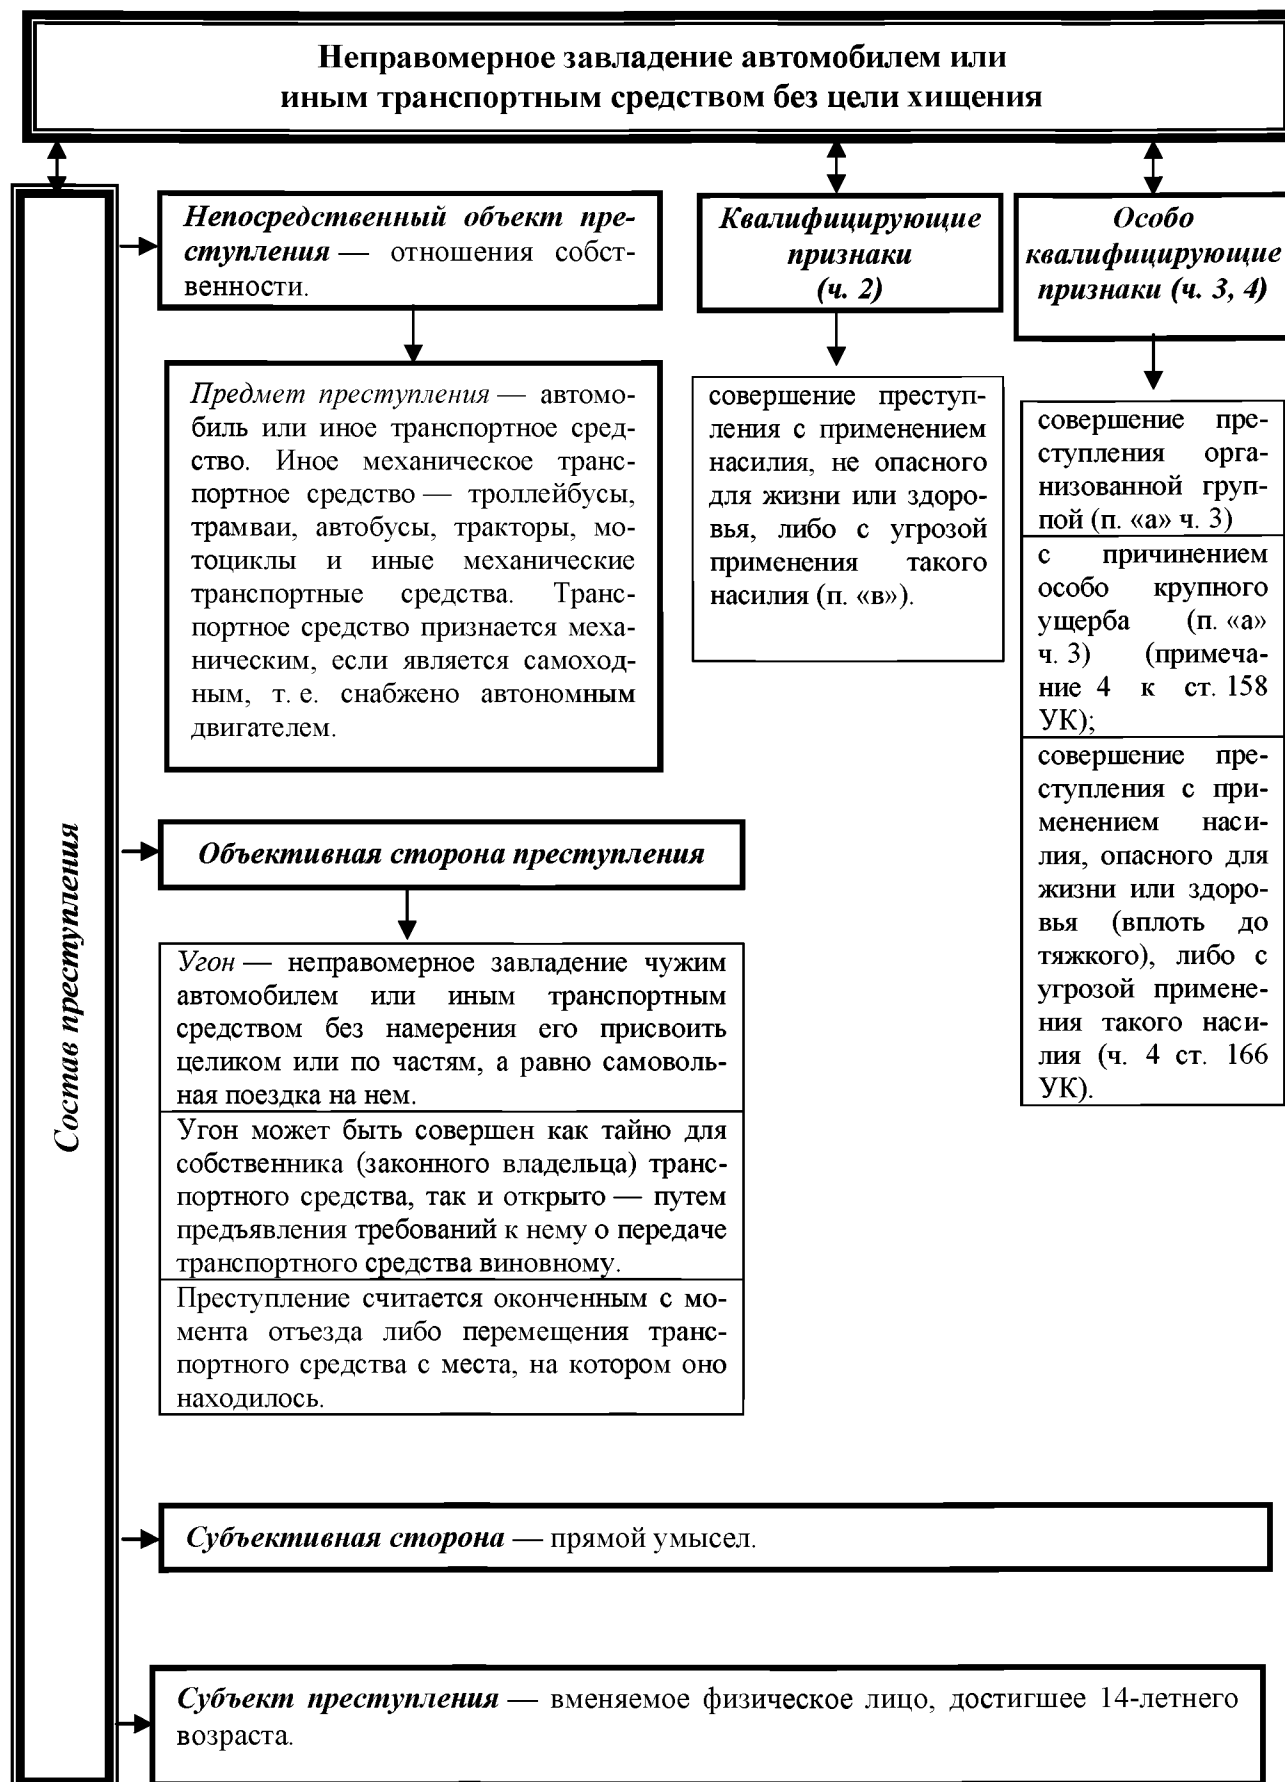 Неправомерное завладение автомобилем или
иным транспортным средством без цели хищения
Состав преступления
Непосредственный объект пре-
ступления — отношения собст-
венности.
Предмет преступления — автомо-
биль или иное транспортное сред-
ство. Иное механическое транс-
портное средство — троллейбусы,
трамваи, автобусы, тракторы, мо-
тоциклы и иные механические
транспортные средства. Транс-
портное средство признается меха-
ническим, если является самоход-
ным, т. е. снабжено автономным
двигателем.
Квалифицирующие
признаки
(ч. 2)
совершение преступ-
ления с применением
насилия, не опасного
для жизни или здоро-
вья, либо с угрозой
применения такого
насилия (п. «в»).
Особо
квалифицирующие
признаки (ч. 3, 4)
совершение пре-
ступления орга-
низованной груп-
пой (п. «а» ч. 3)
с причинением
особо крупного
ущерба (п. «а»
ч. 3) (примеча-
ние 4 к ст. 158
УК);
совершение пре-
ступления с при-
менением наси-
лия, опасного для
жизни или здоро-
вья (вплоть до
тяжкого), либо с
угрозой примене-
ния такого наси-
лия (ч. 4 ст. 166
УК).
Объективная сторона преступления
Угон — неправомерное завладение чужим
автомобилем или иным транспортным
средством без намерения его присвоить
целиком или по частям, а равно самоволь-
ная поездка на нем.
Угон может быть совершен как тайно для
собственника (законного владельца) транс-
портного средства, так и открыто — путем
предъявления требований к нему о передаче
транспортного средства виновному.
Преступление считается оконченным с мо-
мента отъезда либо перемещения транс-
портного средства с места, на котором оно
находилось.
Субъективная сторона — прямой умысел.
Субъект преступления — вменяемое физическое лицо, достигшее 14-летнего
возраста.